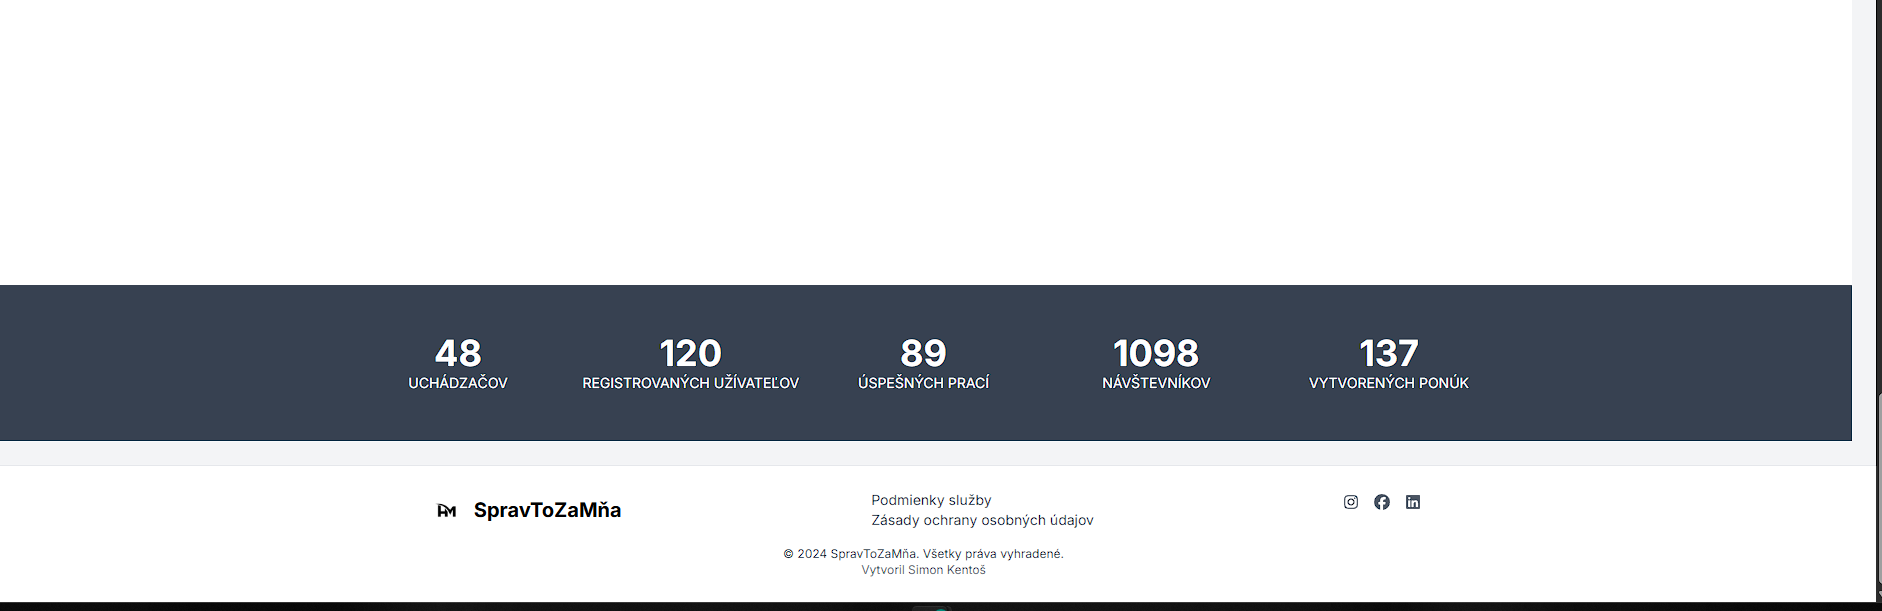 48
UCHÁDZAČOV
120
REGISTROVANÝCH UŽÍVATEĽOV
89
ÚSPEŠNÝCH PRACÍ
1098
NÁVŠTEVNÍKOV
137
VYTVORENÝCH PONÚK
SpravToZaMňa
Podmienky služby
Zásady ochrany osobných údajov
© 2024 SpravToZaMňa. Všetky práva vyhradené.
Vytvoril Simon Kentoš